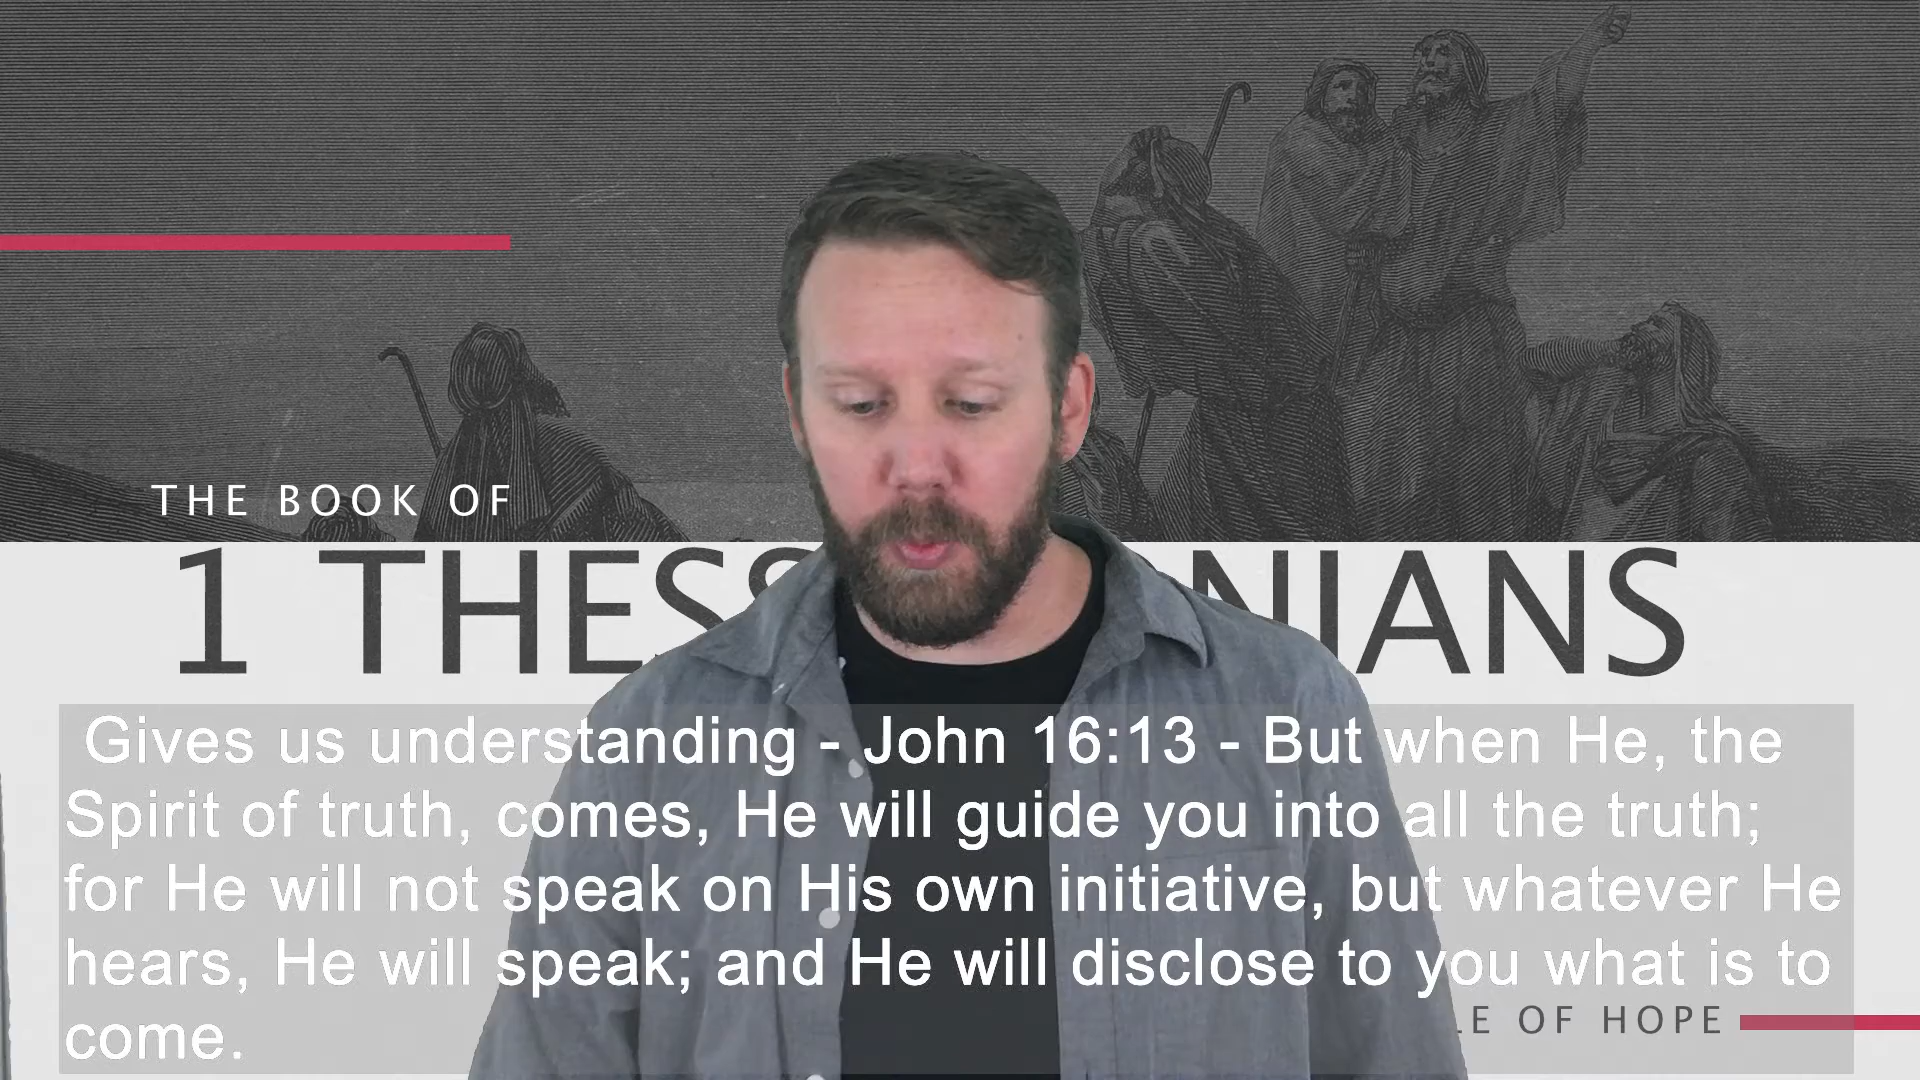 THE BOOK OF
1 THESS NIANS
Gives us understanding - John 16:13 - But when He, the
Spirit of truth, comes, He will guide you into all the truth;
for He will not speak on His own initiative, but whatever He
hears, He will speak; and He will disclose to you what is to
come.
LE OF HOPE